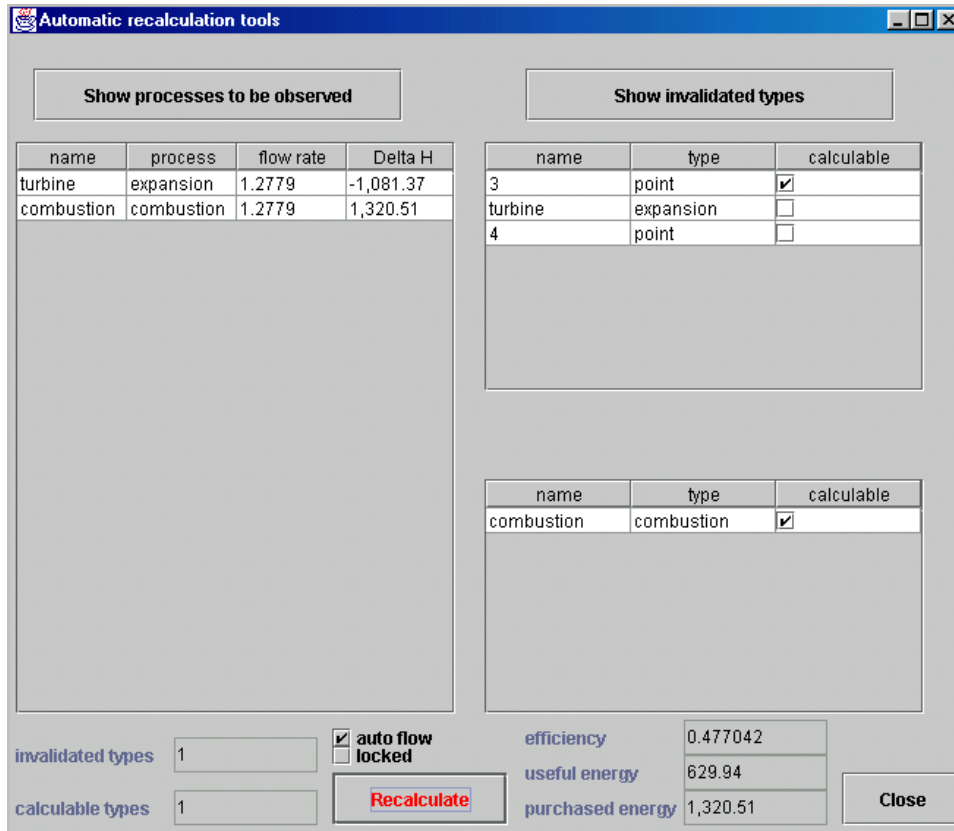 Automatic recalculation tools
Show processes to be observed
Show invalidated types
name process flow rate Delta H
turbine expansion 1.2779 -1,081.37
combustion combustion 1.2779 1,320.51
name type calculable
3 point
turbine expansion
4 point
name type calculable
combustion combustion
invalidated types 1
calculable types 1
auto flow
locked
Recalculate
efficiency 0.477042
useful energy 629.94
purchased energy 1,320.51
Close